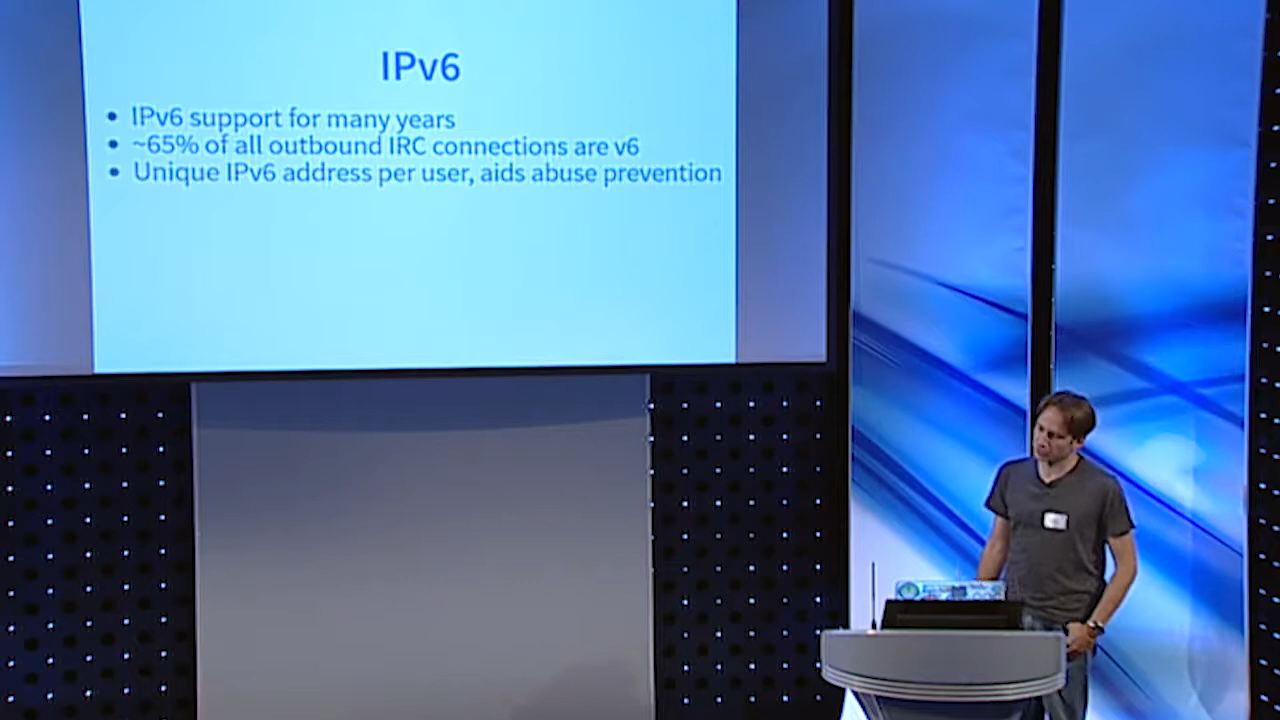 IPv6
• IPv6 support for many years
• ~65% of all outbound IRC connections are v6
• Unique IPv6 address per user, aids abuse prevention